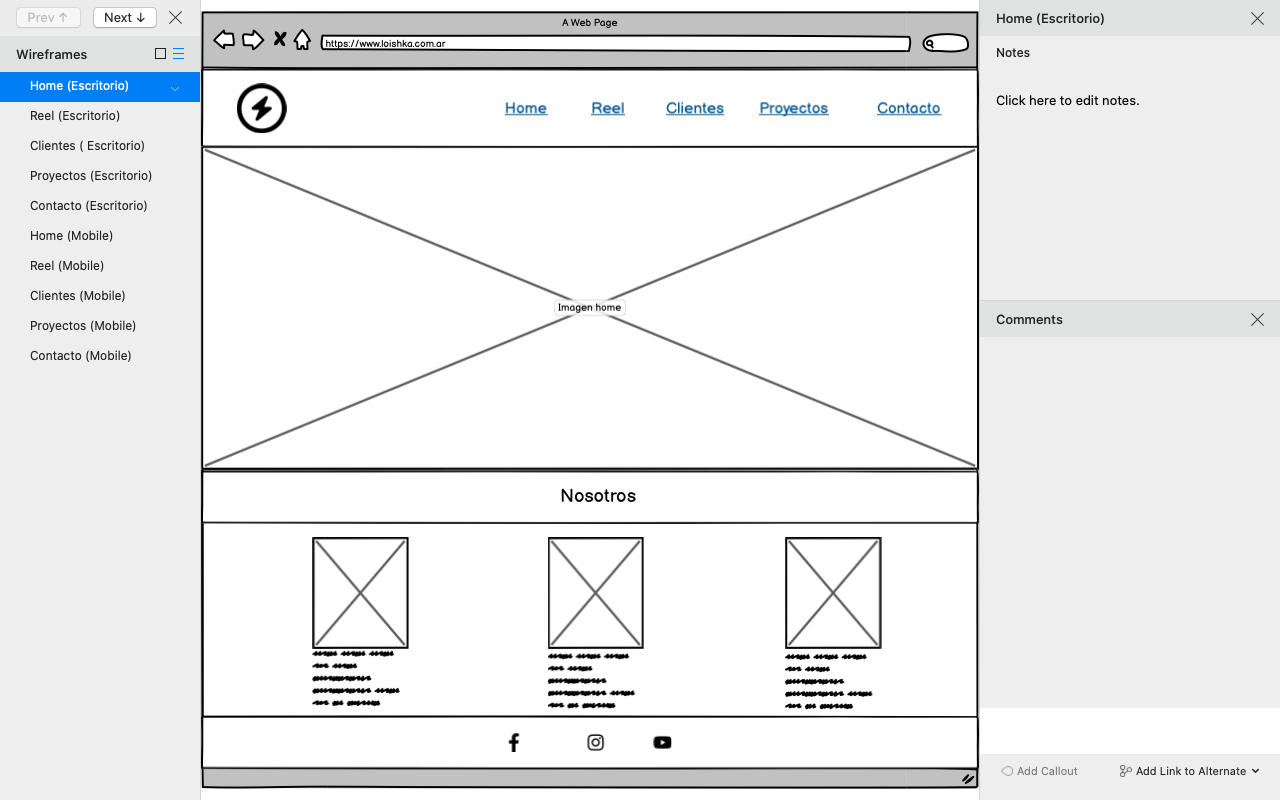 Prev ↑
Next ↓
Wireframes
Home (Escritorio)
Reel (Escritorio)
Clientes ( Escritorio)
Proyectos (Escritorio)
Contacto (Escritorio)
Home (Mobile)
Reel (Mobile)
Clientes (Mobile)
Proyectos (Mobile)
Contacto (Mobile)
A Web Page
https://www.loishka.com.ar
Home Reel Clientes Proyectos Contacto
Imagen home
Nosotros
Home (Escritorio)
Notes
Click here to edit notes.
Comments
Add Callout
Add Link to Alternate